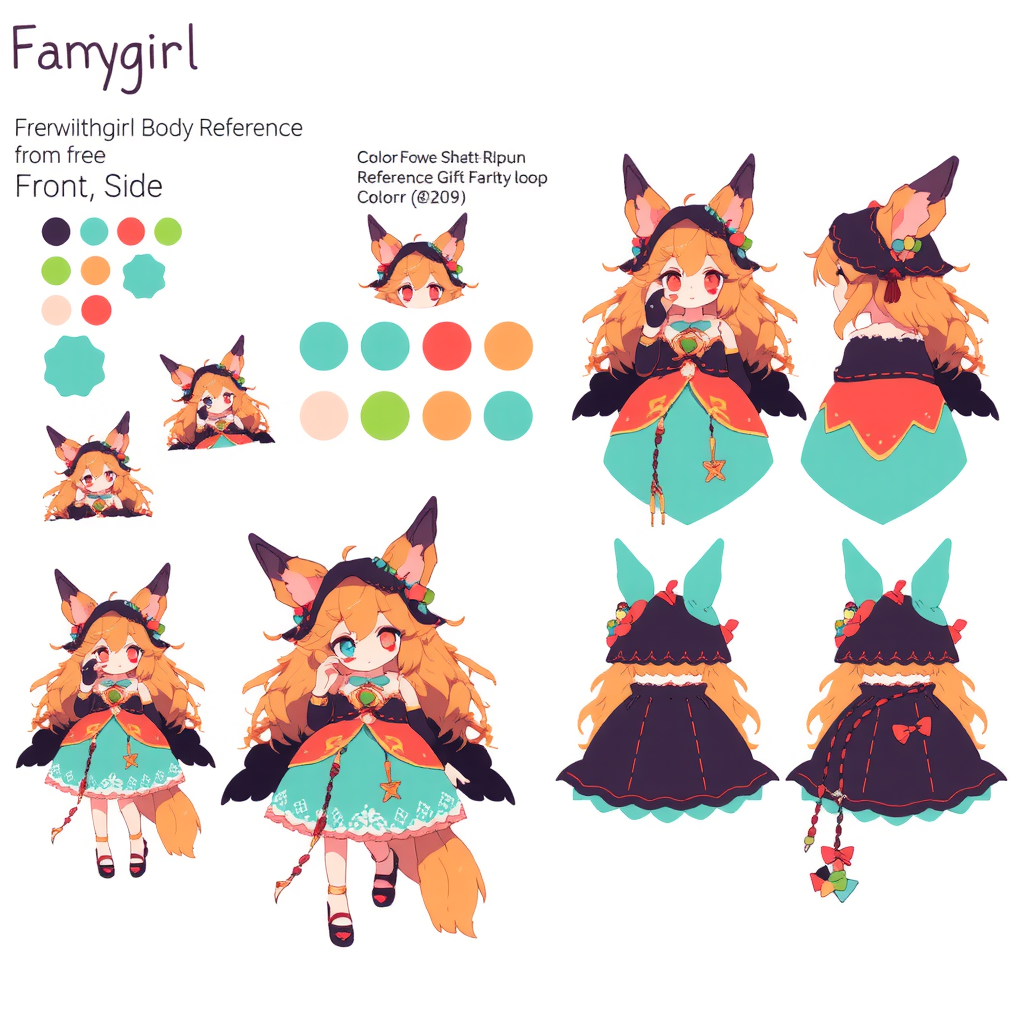 Famygirl
Frerwilthgirl Body Reference
from free
Front, Side
Color Fowe Shatt Rlpun
Reference Gift Farity loop
Colorr (@209)